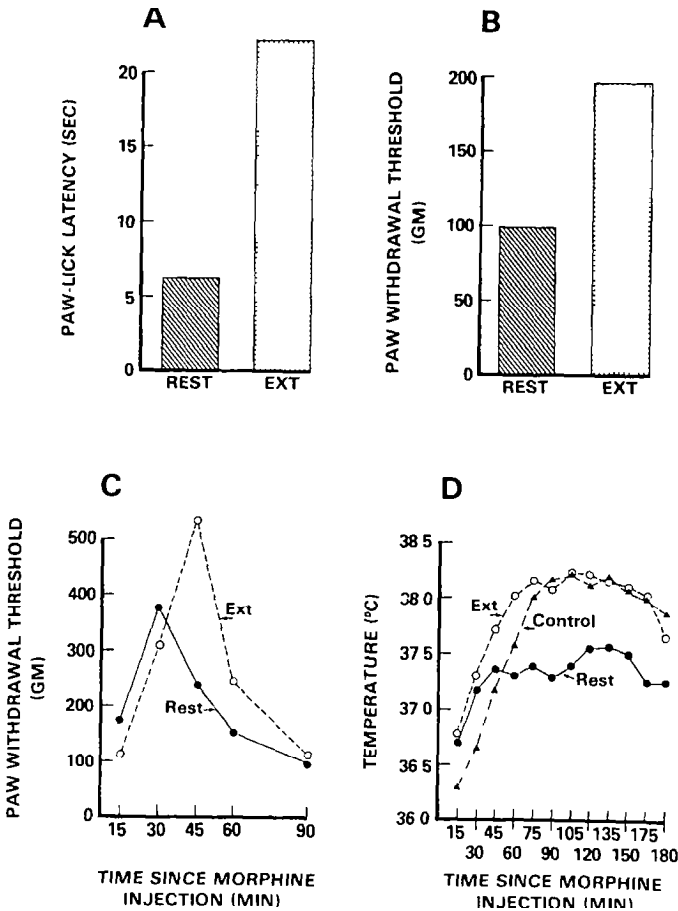 A
PAW-LICK LATENCY (SEC)
20
15
10
5
0
REST EXT
B
PAW WITHDRAWAL THRESHOLD
(GM)
200
150
100
50
0
REST EXT
C
PAW WITHDRAWAL THRESHOLD
(GM)
500
400
300
200
100
0
Ext
Rest
15 30 45 60 90
TIME SINCE MORPHINE
INJECTION (MIN)
D
TEMPERATURE (°C)
38 5
38 0
37 5
37 0
36 5
36 0
Ext
Control
Rest
15 45 75 105 135 175
30 60 90 120 150 180
TIME SINCE MORPHINE
INJECTION (MIN)